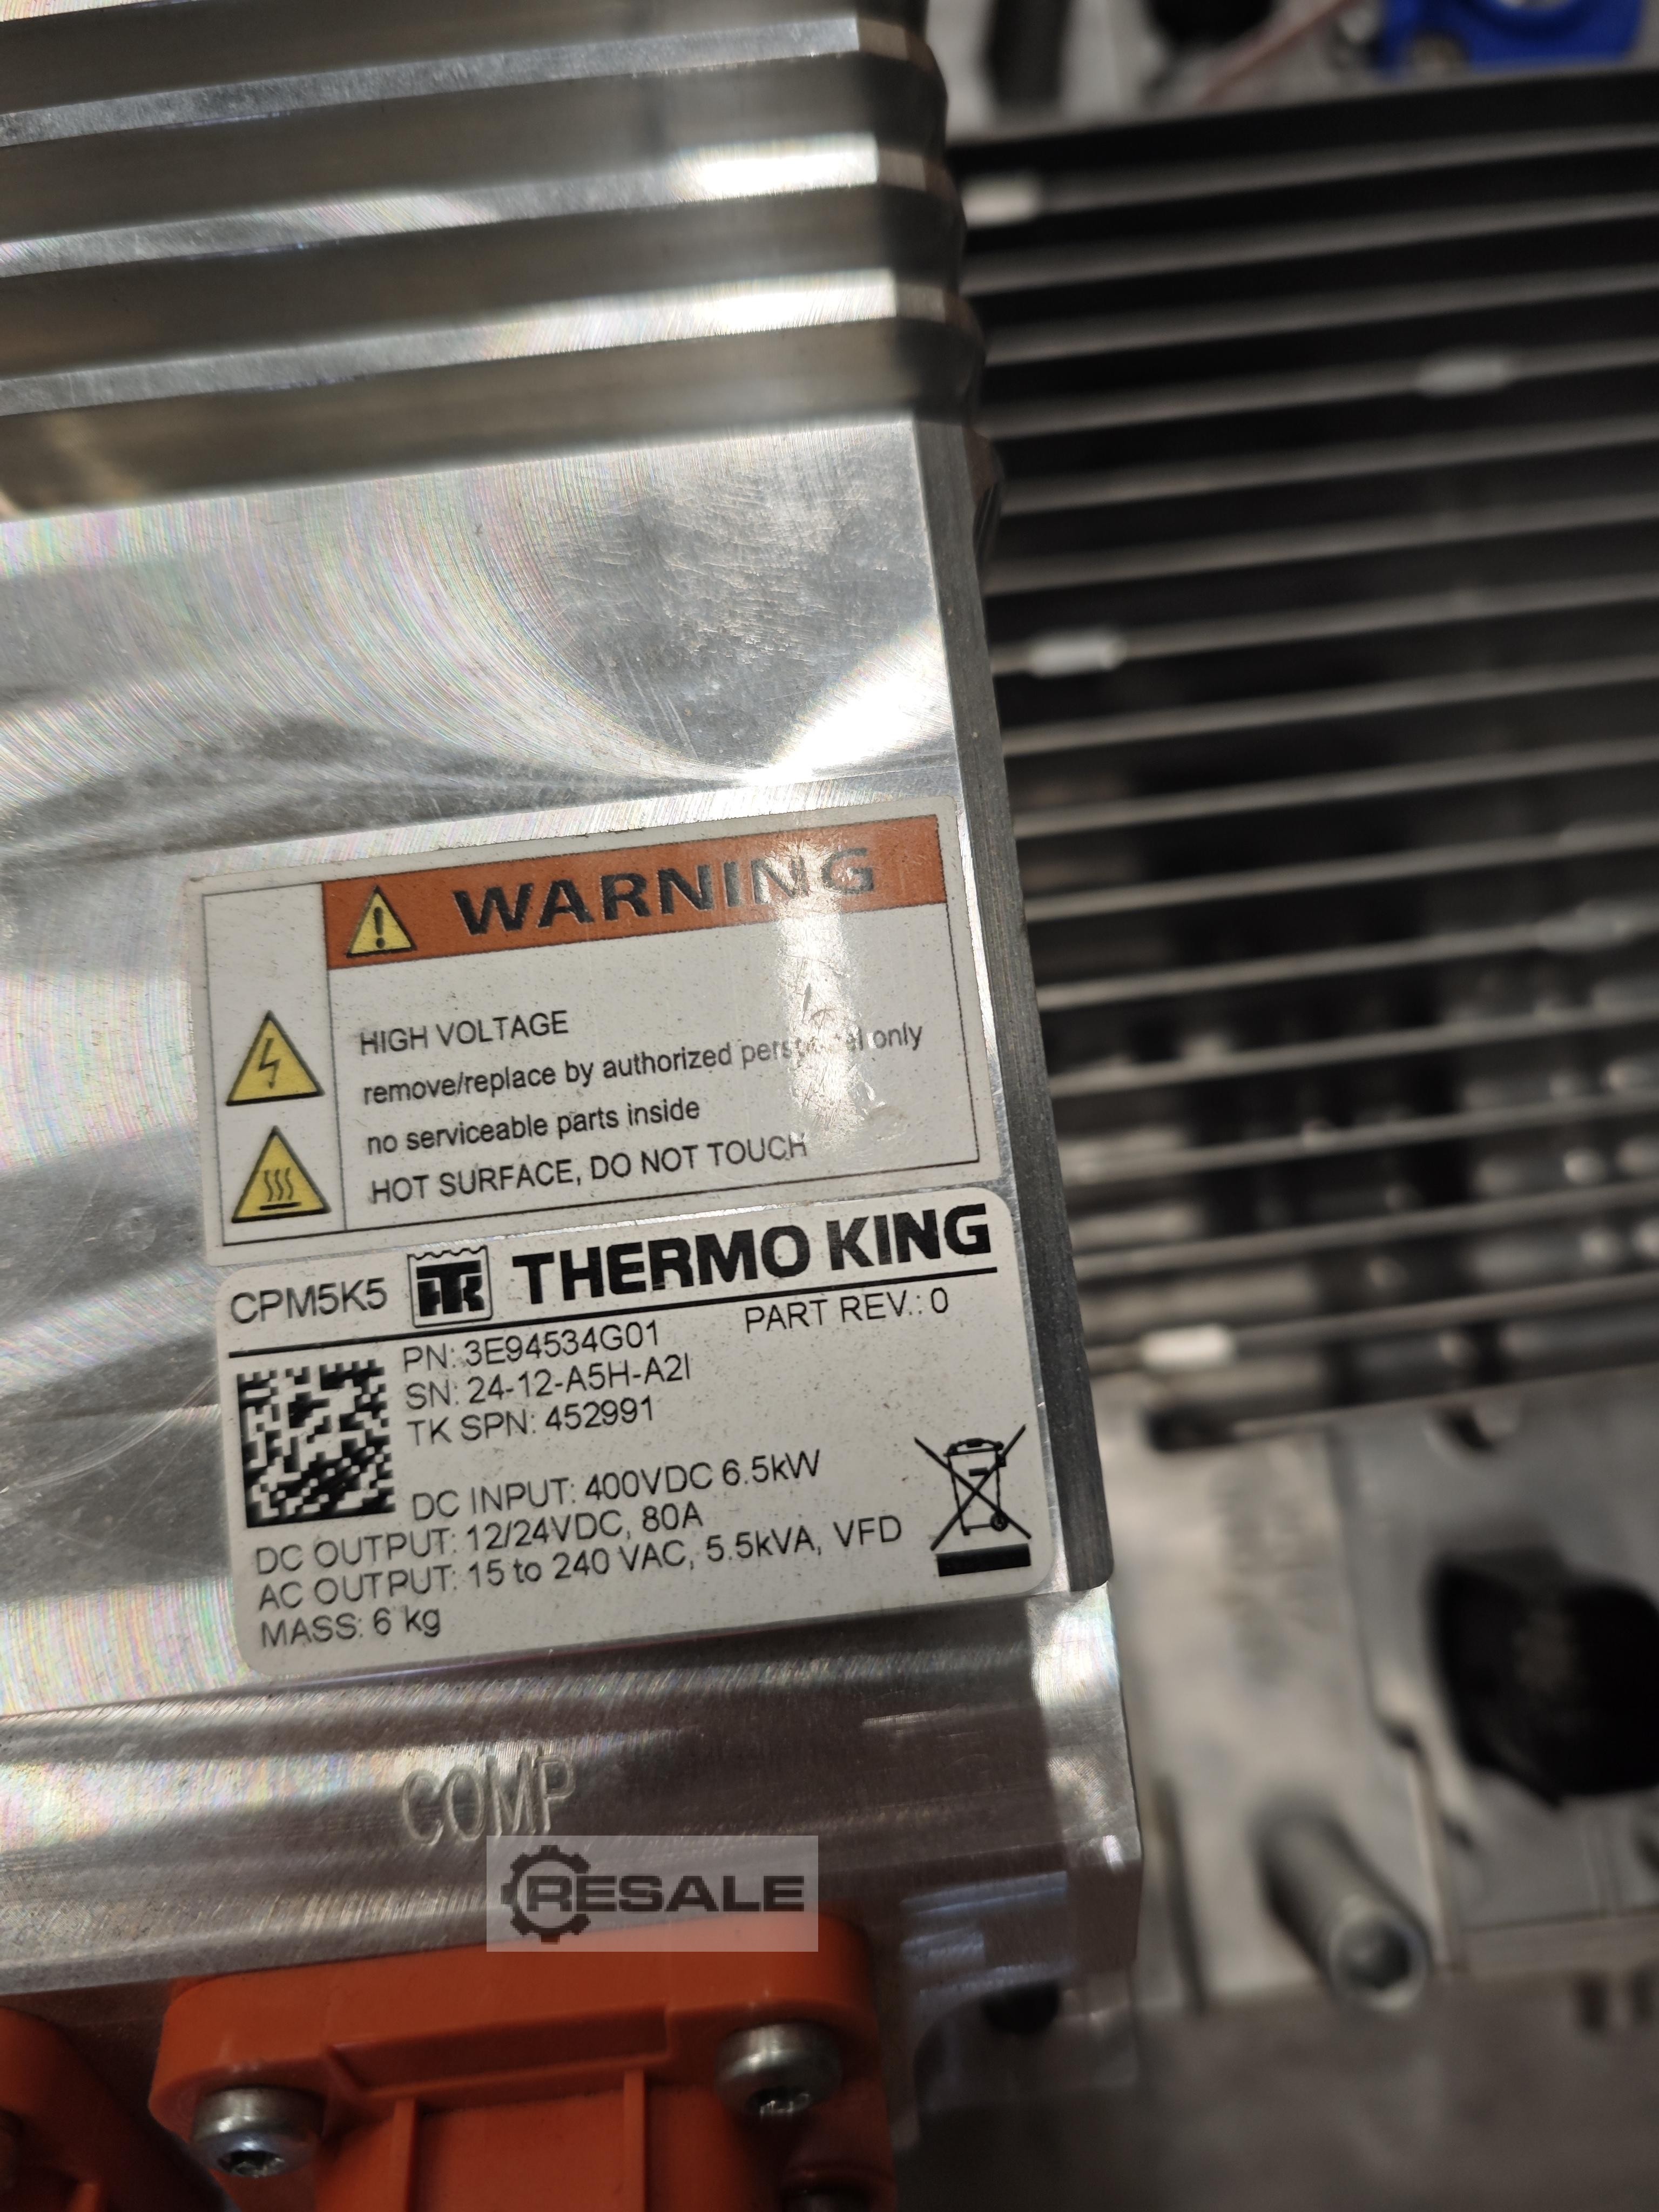 WARNING
HIGH VOLTAGE
remove/replace by authorized personnel only
no serviceable parts inside
HOT SURFACE, DO NOT TOUCH
CPM5K5 TK THERMO KING
PN: 3E94534G01 PART REV.: 0
SN: 24-12-A5H-A2I
TK SPN: 452991
DC INPUT: 400VDC 6.5kW
DC OUTPUT: 12/24VDC, 80A
AC OUTPUT: 15 to 240 VAC, 5.5kVA, VFD
MASS: 6 kg
COMP
RESALE